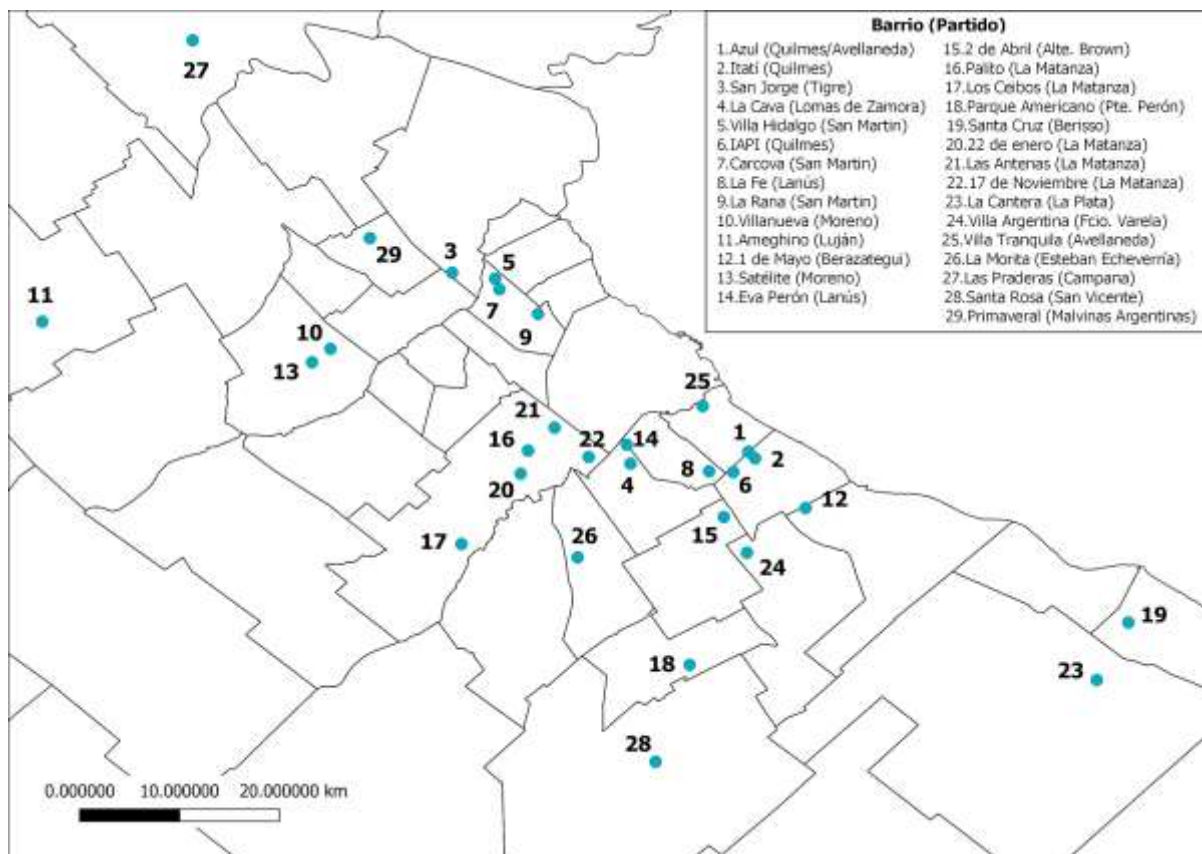 Barrio (Partido)
1.Azul (Quilmes/Avellaneda)
2.Itatí (Quilmes)
3.San Jorge (Tigre)
4.La Cava (Lomas de Zamora)
5.Villa Hidalgo (San Martin)
6.IAPI (Quilmes)
7.Carcova (San Martin)
8.La Fe (Lanús)
9.La Rana (San Martin)
10.Villanueva (Moreno)
11.Ameghino (Luján)
12.1 de Mayo (Berazategui)
13.Satélite (Moreno)
14.Eva Perón (Lanús)
15.2 de Abril (Alte. Brown)
16.Palito (La Matanza)
17.Los Ceibos (La Matanza)
18.Parque Americano (Pte. Perón)
19.Santa Cruz (Berisso)
20.22 de enero (La Matanza)
21.Las Antenas (La Matanza)
22.17 de Noviembre (La Matanza)
23.La Cantera (La Plata)
24.Villa Argentina (Fcio. Varela)
25.Villa Tranquila (Avellaneda)
26.La Morita (Esteban Echeverría)
27.Las Praderas (Campana)
28.Santa Rosa (San Vicente)
29.Primaveral (Malvinas Argentinas)
27
29
3
5
7
11
9
10
13
25
21
14
1
16
22
2
8
6
4
20
12
15
17
26
24
19
18
23
28
0.000000 10.000000 20.000000 km